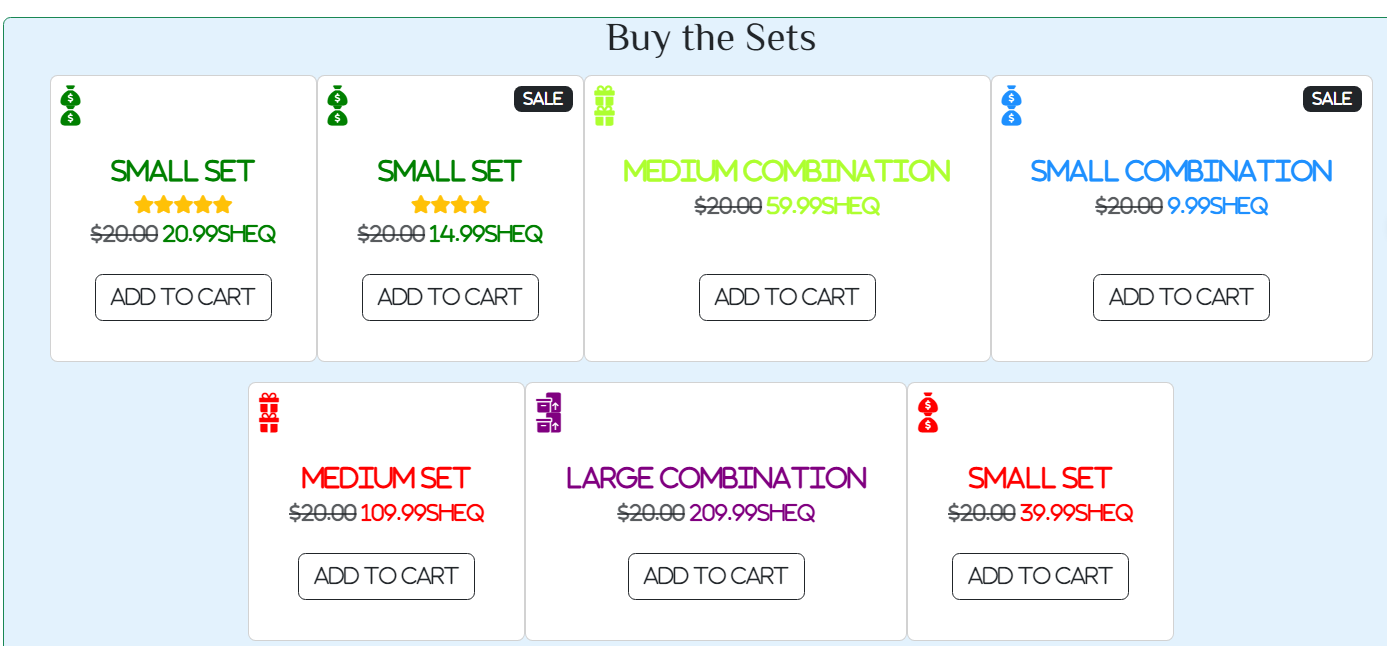 Buy the Sets
SALE
SALE
SMALL SET
SMALL SET
MEDIUM COMBINATION
SMALL COMBINATION
$20.00 20.99SHEQ
$20.00 14.99SHEQ
$20.00 59.99SHEQ
$20.00 9.99SHEQ
ADD TO CART
ADD TO CART
ADD TO CART
ADD TO CART
MEDIUM SET
LARGE COMBINATION
SMALL SET
$20.00 109.99SHEQ
$20.00 209.99SHEQ
$20.00 39.99SHEQ
ADD TO CART
ADD TO CART
ADD TO CART